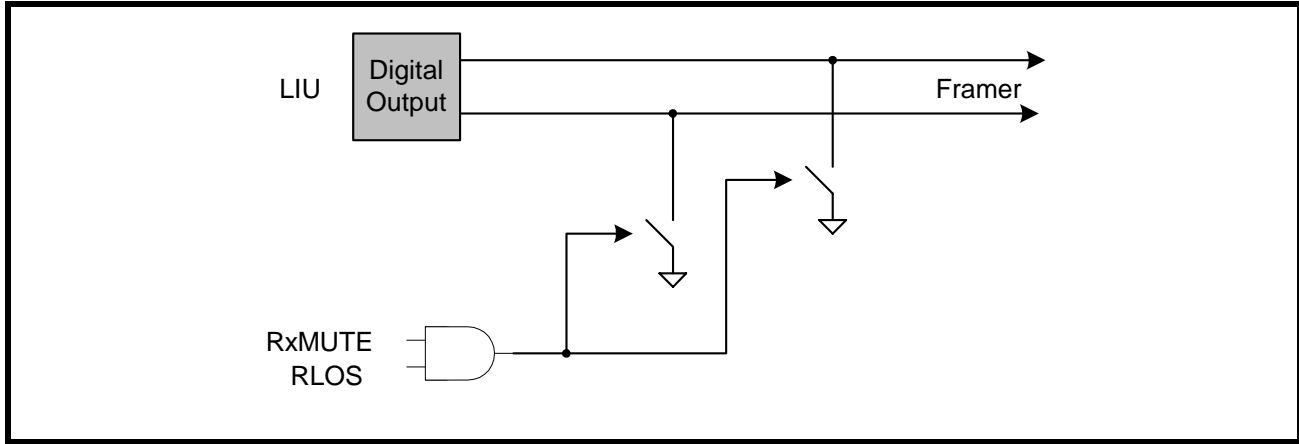 LIU
Digital
Output
Framer
RxMUTE
RLOS